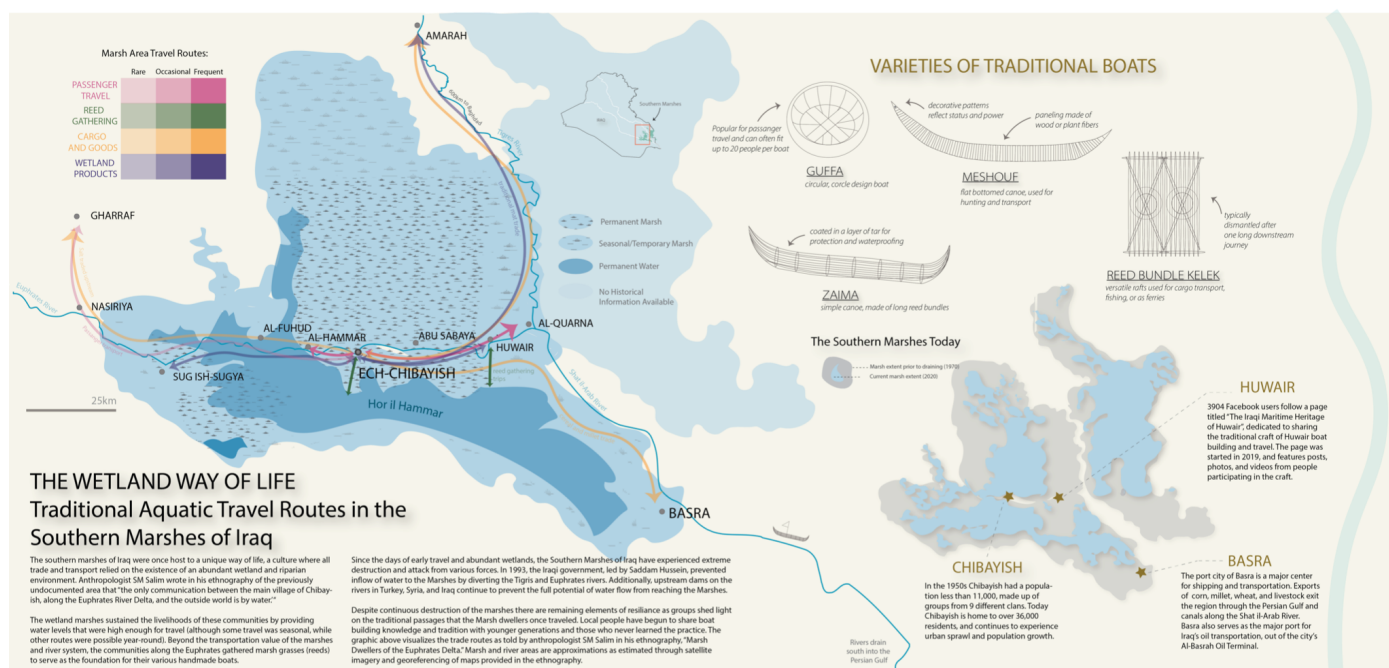 Marsh Area Travel Routes:
Rare Occasional Frequent
PASSENGER
TRAVEL
REED
GATHERING
CARGO
AND GOODS
WETLAND
PRODUCTS
AMARAH
600km to Baghdad
Tigris River
GHARRAF
Euphrates River
NASIRIYA
AL-FUHUD
AL-HAMMAR
ABU SABAYA
AL-QUARNA
HUWAIR
SUG ISH-SUGYA
ECH-CHIBAYISH
reed gathering
trips
Hor il Hammar
Shat il-Arab River
BASRA
25km
Southern Marshes
Permanent Marsh
Seasonal/Temporary Marsh
Permanent Water
No Historical
Information Available
THE WETLAND WAY OF LIFE
Traditional Aquatic Travel Routes in the
Southern Marshes of Iraq
The southern marshes of Iraq were once host to a unique way of life, a culture where all
trade and transport relied on the existence of an abundant wetland and riparian
environment. Anthropologist SM Salim wrote in his ethnography of the previously
undocumented area that "the only communication between the main village of Chibay-
ish, along the Euphrates River Delta, and the outside world is by water."
The wetland marshes sustained the livelihoods of these communities by providing
water levels that were high enough for travel (although some travel was seasonal, while
other routes were possible year-round). Beyond the transportation value of the marshes
and river system, the communities along the Euphrates gathered marsh grasses (reeds)
to serve as the foundation for their various handmade boats.
Since the days of early travel and abundant wetlands, the Southern Marshes of Iraq have experienced extreme
destruction and attack from various forces. In 1993, the Iraqi government, led by Saddam Hussein, prevented
inflow of water to the Marshes by diverting the Tigris and Euphrates rivers. Additionally, upstream dams on the
rivers in Turkey, Syria, and Iraq continue to prevent the full potential of water flow from reaching the Marshes.
Despite continuous destruction of the marshes there are remaining elements of resiliance as groups shed light
on the traditional passages that the Marsh dwellers once traveled. Local people have begun to share boat
building knowledge and tradition with younger generations and those who never learned the practice. The
graphic above visualizes the trade routes as told by anthropologist SM Salim in his ethnography, "Marsh
Dwellers of the Euphrates Delta." Marsh and river areas are approximations as estimated through satellite
imagery and georeferencing of maps provided in the ethnography.
VARIETIES OF TRADITIONAL BOATS
Popular for passanger
travel and can often fit
up to 20 people per boat
GUFFA
circular, corcle design boat
decorative patterns
reflect status and power
paneling made of
wood or plant fibers
MESHOUF
flat bottomed canoe, used for
hunting and transport
coated in a layer of tar for
protection and waterproofing
ZAIMA
simple canoe, made of long reed bundles
typically
dismantled after
one long downstream
journey
REED BUNDLE KELEK
versatile rafts used for cargo transport,
fishing, or as ferries
The Southern Marshes Today
Marsh extent prior to draining (1970)
Current marsh extent (2020)
HUWAIR
3904 Facebook users follow a page
titled "The Iraqi Maritime Heritage
of Huwair", dedicated to sharing
the traditional craft of Huwair boat
building and travel. The page was
started in 2019, and features posts,
photos, and videos from people
participating in the craft.
CHIBAYISH
In the 1950s Chibayish had a popula-
tion less than 11,000, made up of
groups from 9 different clans. Today
Chibayish is home to over 36,000
residents, and continues to experience
urban sprawl and population growth.
BASRA
The port city of Basra is a major center
for shipping and transportation. Exports
of corn, millet, wheat, and livestock exit
the region through the Persian Gulf and
canals along the Shat il-Arab River.
Basra also serves as the major port for
Iraq's oil transportation, out of the city's
Al-Basrah Oil Terminal.
Rivers drain
south into the
Persian Gulf